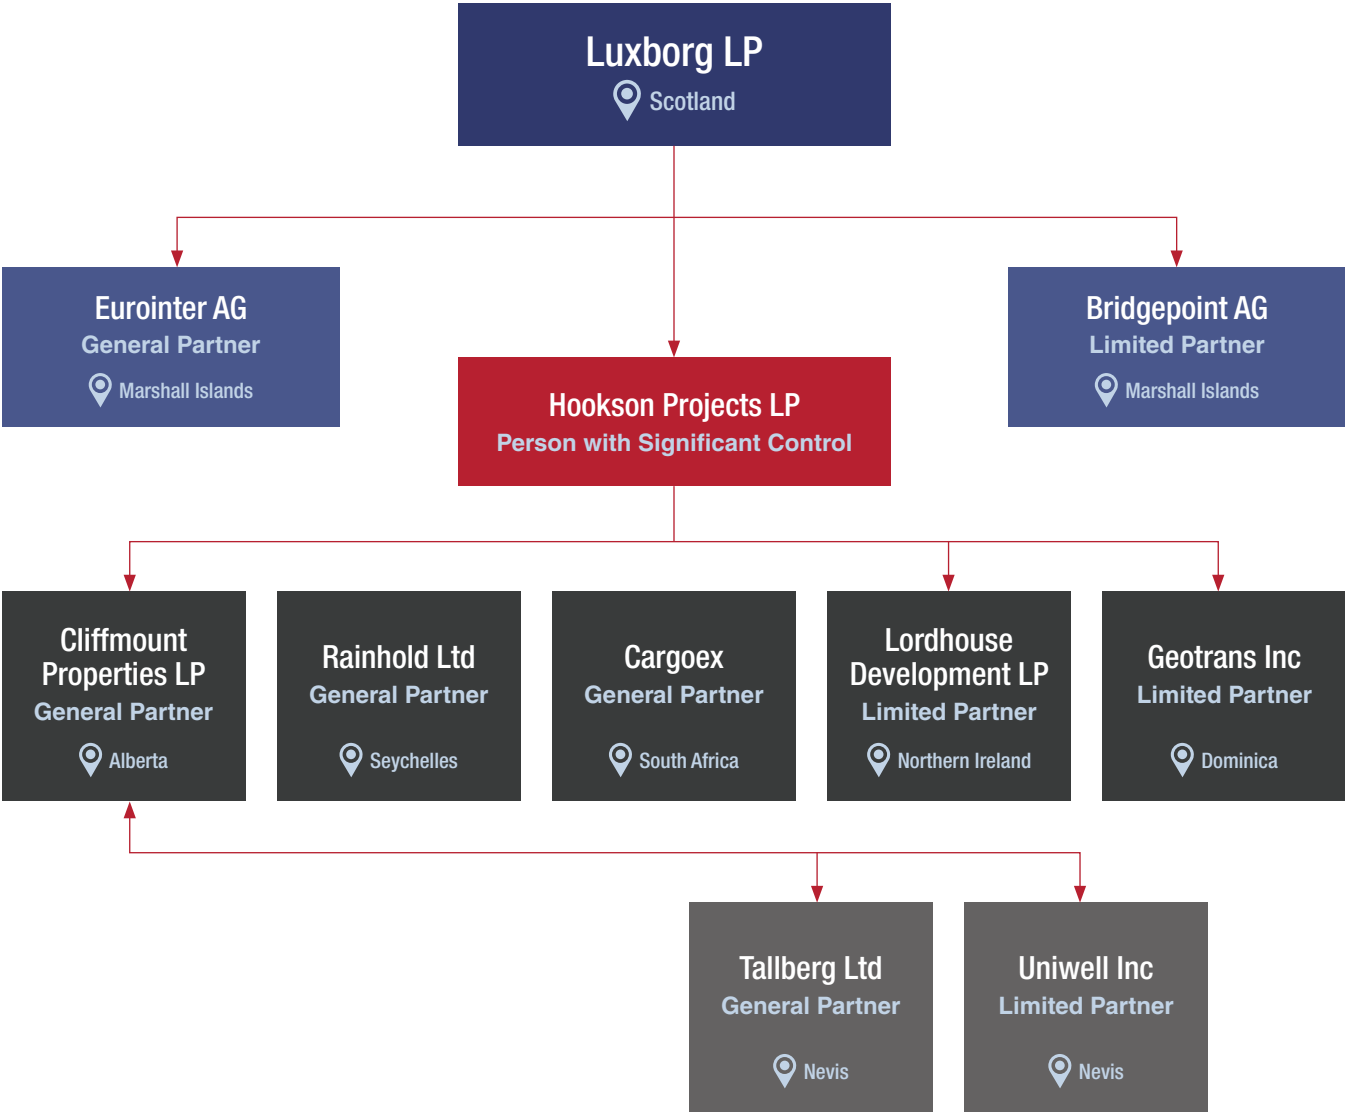 Luxborg LP
Scotland
Eurointer AG
General Partner
Marshall Islands
Bridgepoint AG
Limited Partner
Marshall Islands
Hookson Projects LP
Person with Significant Control
Cliffmount
Properties LP
General Partner
Alberta
Rainhold Ltd
General Partner
Seychelles
Cargoex
General Partner
South Africa
Lordhouse
Development LP
Limited Partner
Northern Ireland
Geotrans Inc
Limited Partner
Dominica
Tallberg Ltd
General Partner
Nevis
Uniwell Inc
Limited Partner
Nevis